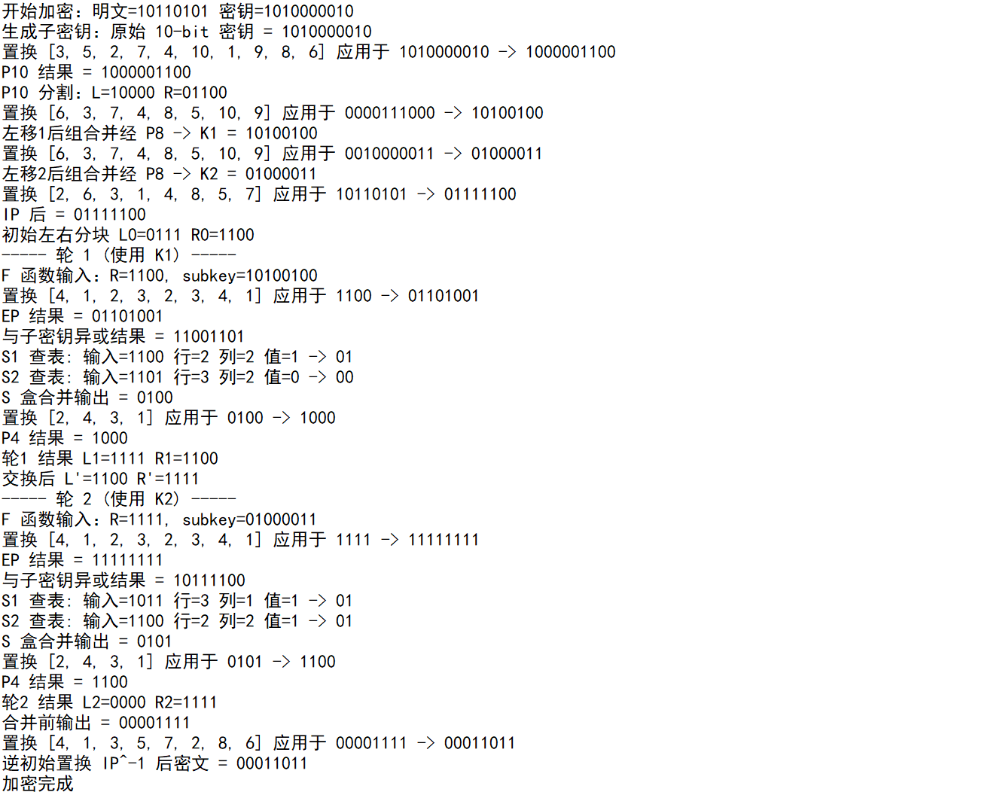 开始加密：明文=10110101 密钥=1010000010
生成子密钥：原始 10-bit 密钥 = 1010000010
置换 [3, 5, 2, 7, 4, 10, 1, 9, 8, 6] 应用于 1010000010 -> 1000001100
P10 结果 = 1000001100
P10 分割：L=10000 R=01100
置换 [6, 3, 7, 4, 8, 5, 10, 9] 应用于 0000111000 -> 10100100
左移1后组合并经 P8 -> K1 = 10100100
置换 [6, 3, 7, 4, 8, 5, 10, 9] 应用于 0010000011 -> 01000011
左移2后组合并经 P8 -> K2 = 01000011
置换 [2, 6, 3, 1, 4, 8, 5, 7] 应用于 10110101 -> 01111100
IP 后 = 01111100
初始左右分块 L0=0111 R0=1100
----- 轮 1 (使用 K1) -----
F 函数输入：R=1100, subkey=10100100
置换 [4, 1, 2, 3, 2, 3, 4, 1] 应用于 1100 -> 01101001
EP 结果 = 01101001
与子密钥异或结果 = 11001101
S1 查表: 输入=1100 行=2 列=2 值=1 -> 01
S2 查表: 输入=1101 行=3 列=2 值=0 -> 00
S 盒合并输出 = 0100
置换 [2, 4, 3, 1] 应用于 0100 -> 1000
P4 结果 = 1000
轮1 结果 L1=1111 R1=1100
交换后 L'=1100 R'=1111
----- 轮 2 (使用 K2) -----
F 函数输入：R=1111, subkey=01000011
置换 [4, 1, 2, 3, 2, 3, 4, 1] 应用于 1111 -> 11111111
EP 结果 = 11111111
与子密钥异或结果 = 10111100
S1 查表: 输入=1011 行=3 列=1 值=1 -> 01
S2 查表: 输入=1100 行=2 列=2 值=1 -> 01
S 盒合并输出 = 0101
置换 [2, 4, 3, 1] 应用于 0101 -> 1100
P4 结果 = 1100
轮2 结果 L2=0000 R2=1111
合并前输出 = 00001111
置换 [4, 1, 3, 5, 7, 2, 8, 6] 应用于 00001111 -> 00011011
逆初始置换 IP^-1 后密文 = 00011011
加密完成